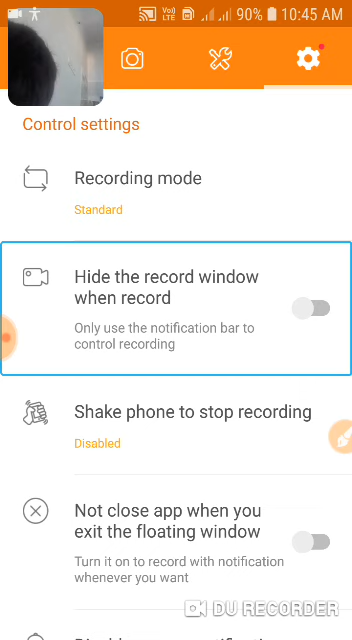 90% 10:45 AM
Control settings
Recording mode
Standard
Hide the record window
when record
Only use the notification bar to
control recording
Shake phone to stop recording
Disabled
Not close app when you
exit the floating window
Turn it on to record with notification
whenever you want
DU RECORDER